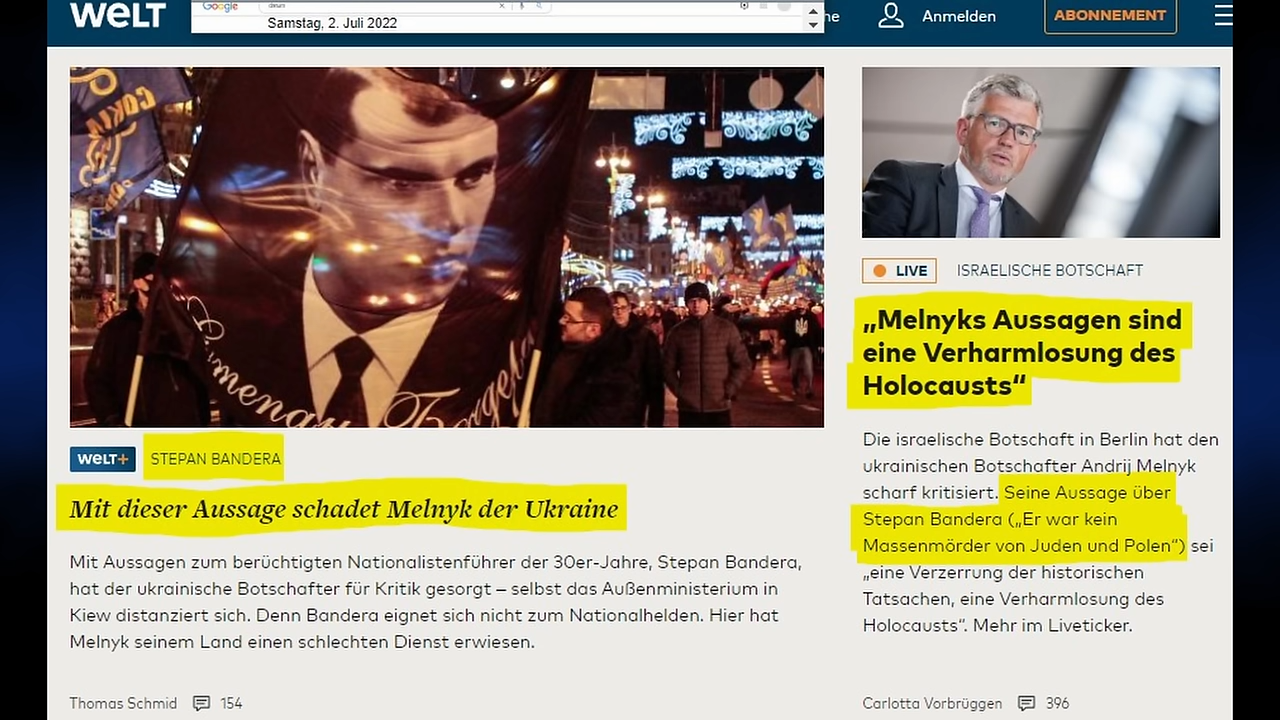 WELT
Google
Samstag, 2. Juli 2022
Anmelden
ABONNEMENT
WELT+
STEPAN BANDERA
Mit dieser Aussage schadet Melnyk der Ukraine
Mit Aussagen zum berüchtigten Nationalistenführer der 30er-Jahre, Stepan Bandera,
hat der ukrainische Botschafter für Kritik gesorgt – selbst das Außenministerium in
Kiew distanziert sich. Denn Bandera eignet sich nicht zum Nationalhelden. Hier hat
Melnyk seinem Land einen schlechten Dienst erwiesen.
Thomas Schmid 154
LIVE ISRAELISCHE BOTSCHAFT
„Melnyks Aussagen sind
eine Verharmlosung des
Holocausts“
Die israelische Botschaft in Berlin hat den
ukrainischen Botschafter Andrij Melnyk
scharf kritisiert. Seine Aussage über
Stepan Bandera („Er war kein
Massenmörder von Juden und Polen“) sei
„eine Verzerrung der historischen
Tatsachen, eine Verharmlosung des
Holocausts“. Mehr im Liveticker.
Carlotta Vorbrüggen 396